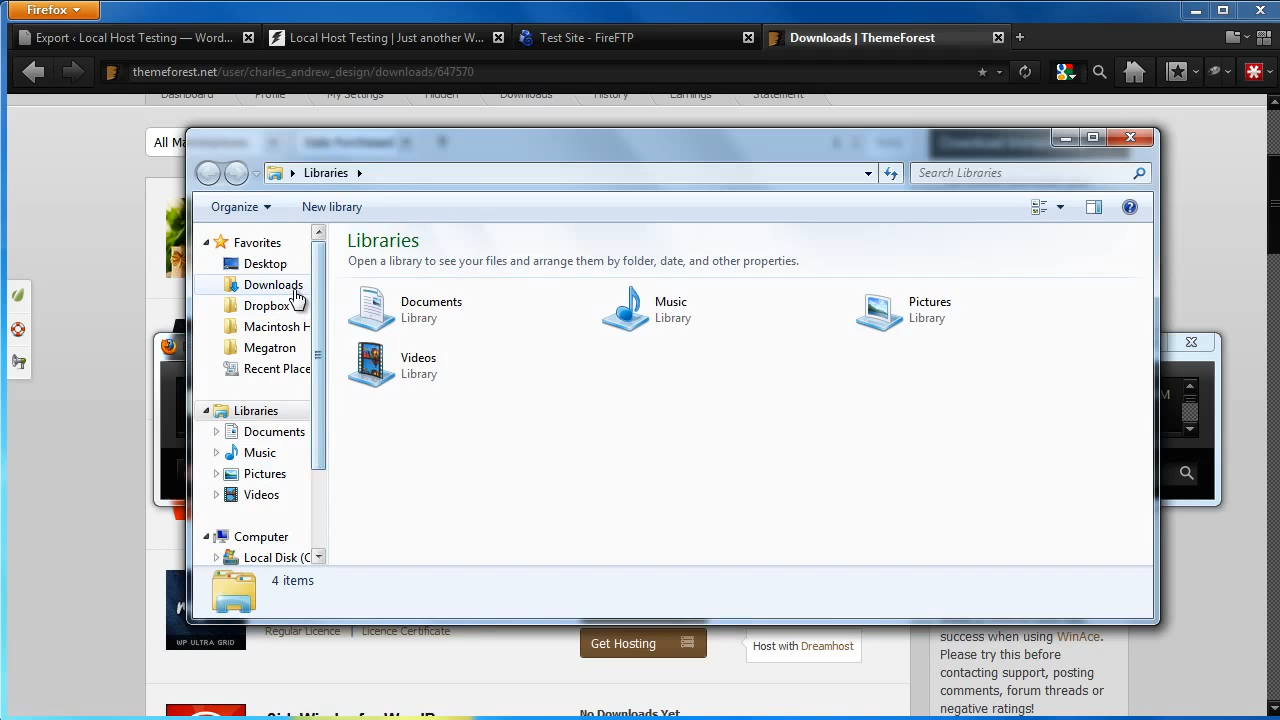 Firefox
Export ‹ Local Host Testing — Word...
Local Host Testing | Just another W...
Test Site - FireFTP
Downloads | ThemeForest
themeforest.net/user/charles_andrew_design/downloads/647570
Dashboard
Profile
My Settings
Hidden
Downloads
History
Earnings
Statement
All Ma
Libraries
Search Libraries
Organize
New library
Favorites
Desktop
Downloads
Dropbox
Macintosh H
Megatron
Recent Place
Libraries
Documents
Music
Pictures
Videos
Computer
Local Disk (C
Libraries
Open a library to see your files and arrange them by folder, date, and other properties.
Documents
Library
Music
Library
Pictures
Library
Videos
Library
4 items
M
WP ULTRA GRID
Regular Licence | Licence Certificate
Get Hosting
Host with Dreamhost
No Downloads Yet
success when using WinAce.
Please try this before
contacting support, posting
comments, forum threads or
negative ratings!